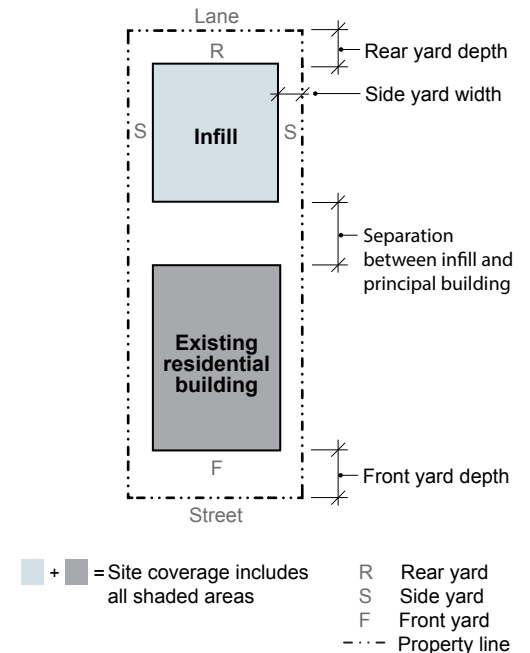 Lane
R
Rear yard depth
Side yard width
S
Infill
S
Separation
between infill and
principal building
Existing
residential
building
F
Front yard depth
Street
+ = Site coverage includes
all shaded areas
R Rear yard
S Side yard
F Front yard
Property line